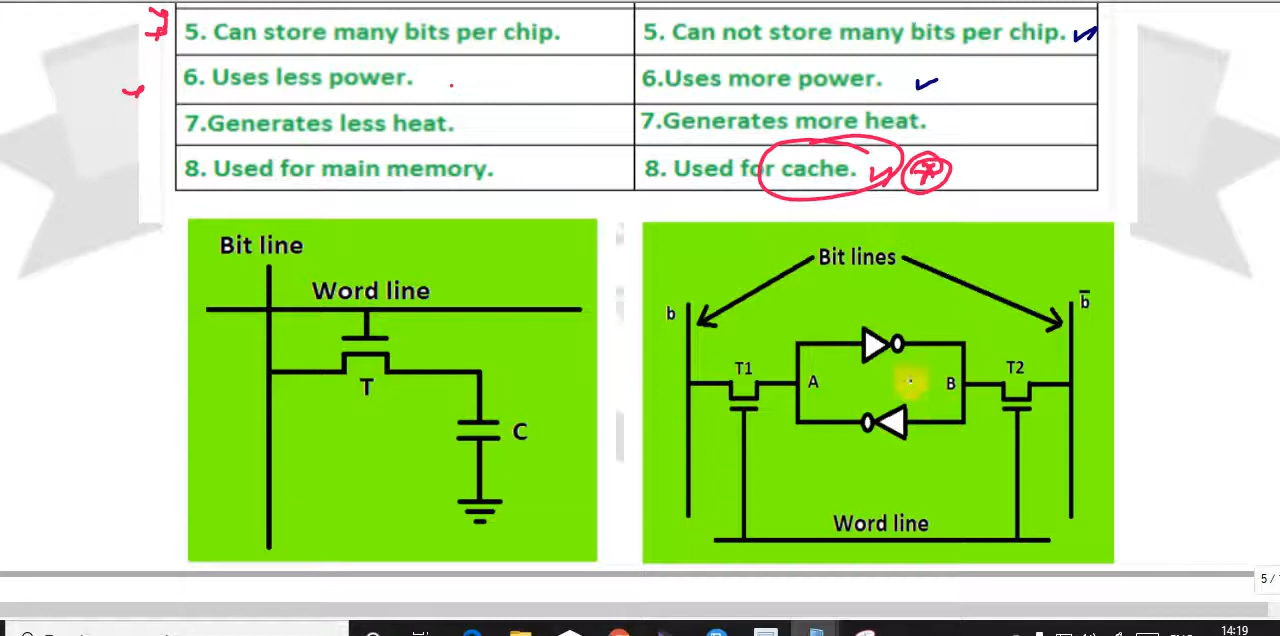 5. Can store many bits per chip.
5. Can not store many bits per chip.
6. Uses less power.
6.Uses more power.
7.Generates less heat.
7.Generates more heat.
8. Used for main memory.
8. Used for cache.
Bit line
Word line
T
C
Bit lines
b
b̅
T1
A
B
T2
Word line
5 /
14:19